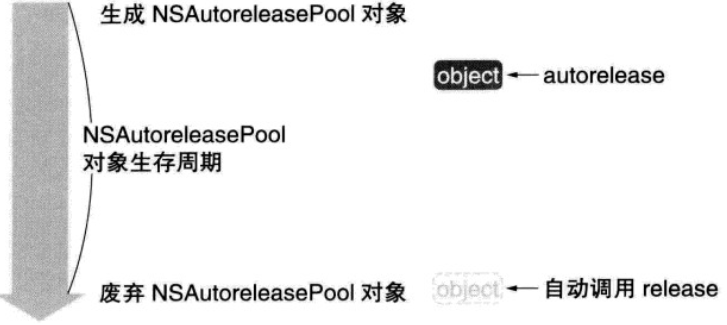 生成 NSAutoreleasePool 对象
object
autorelease
NSAutoreleasePool
对象生存周期
废弃 NSAutoreleasePool 对象
object
自动调用 release